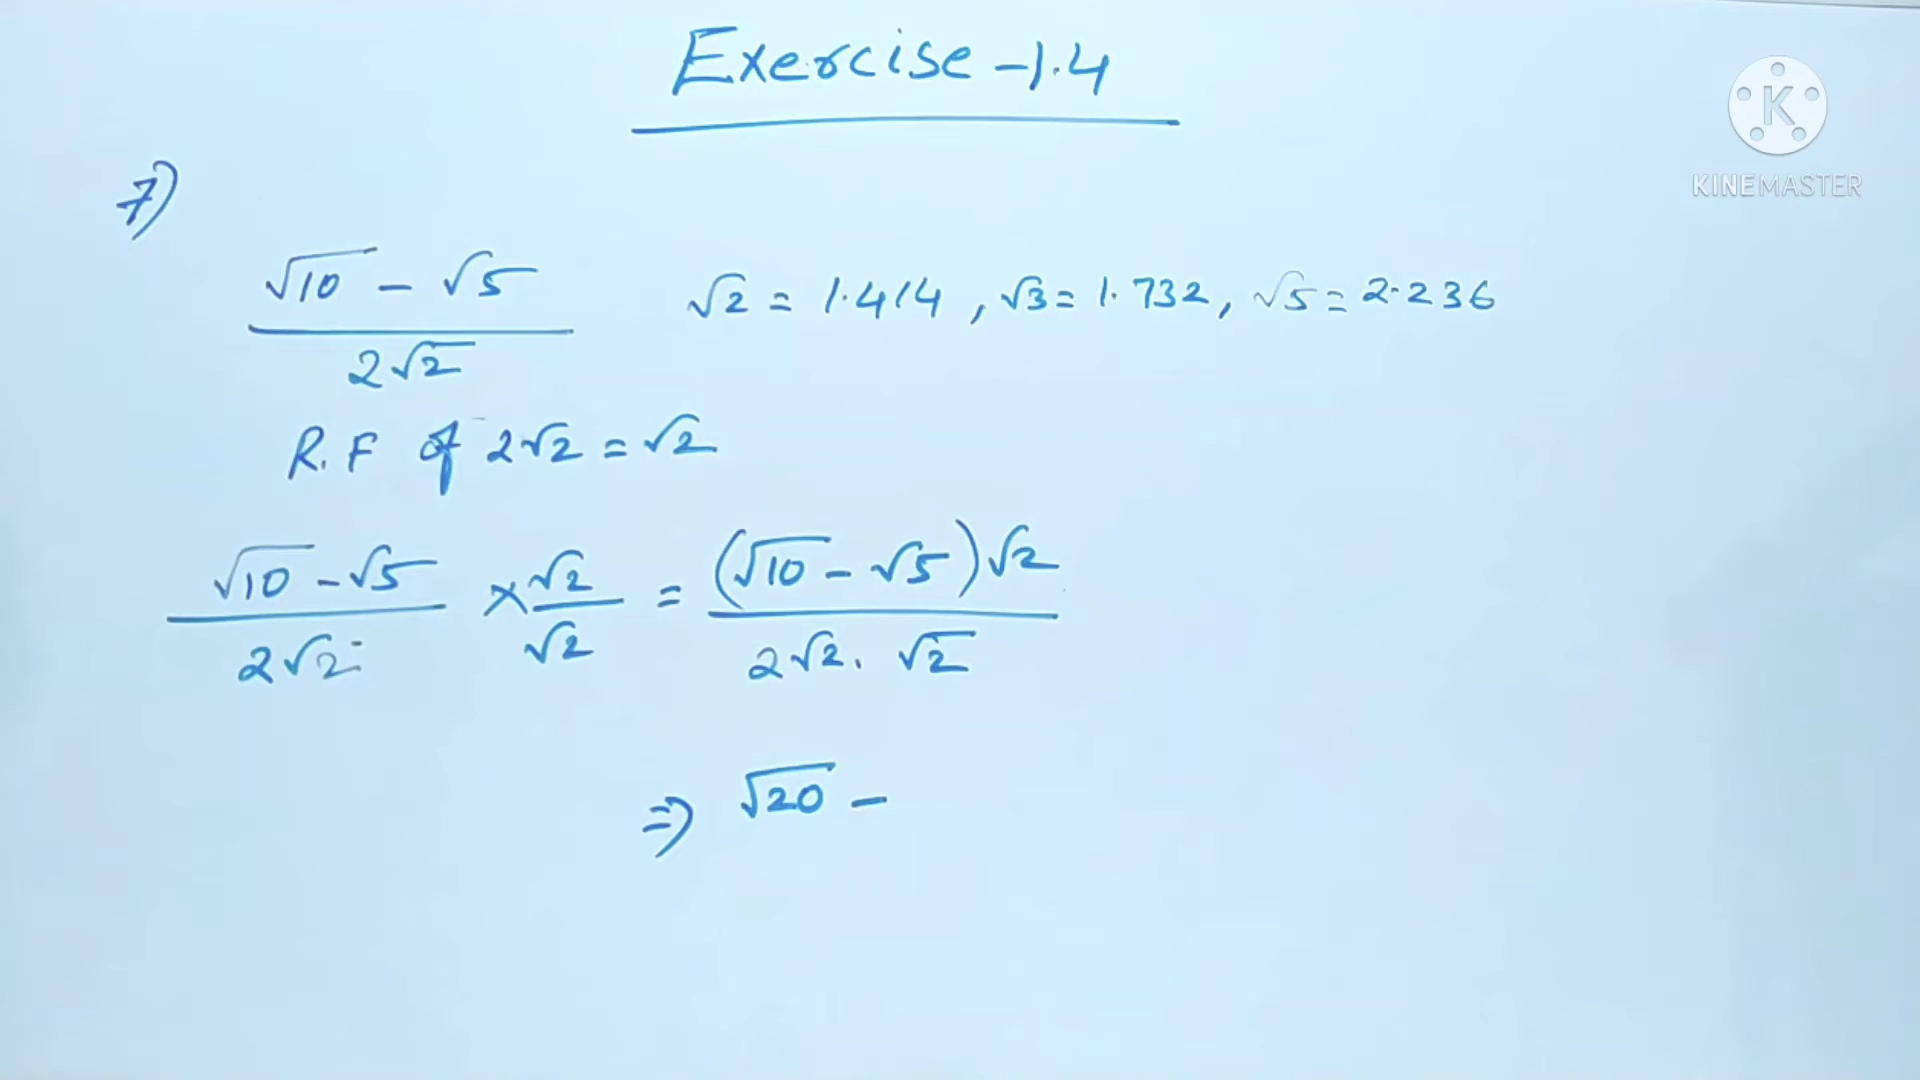 Exercise - 1.4
K
KINEMASTER
7)
√10 - √5
2√2
√2 = 1.414, √3 = 1.732, √5 = 2.236
R.F of 2√2 = √2
√10 - √5 / 2√2 × √2 / √2 = (√10 - √5)√2 / 2√2 . √2
⇒ √20 -